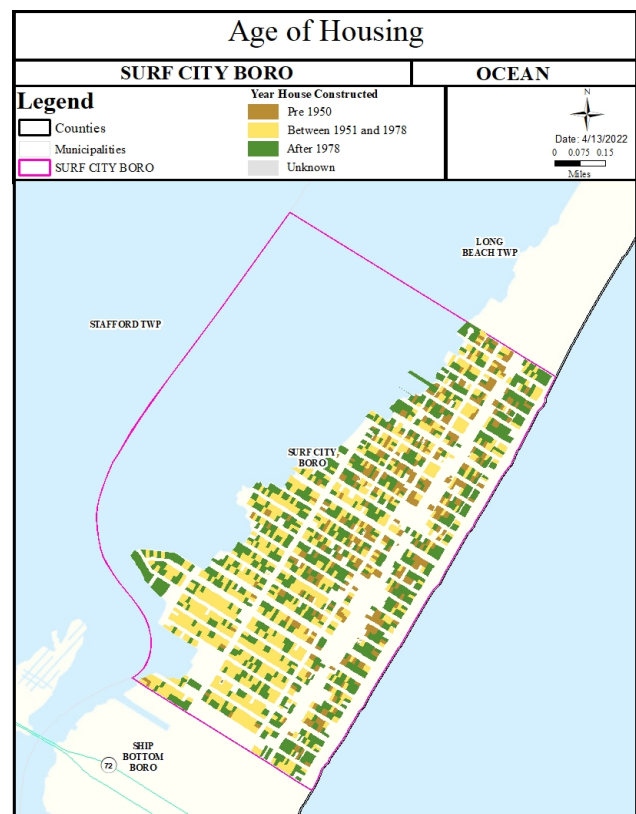 Age of Housing
SURF CITY BORO
OCEAN
Legend
Counties
Municipalities
SURF CITY BORO
Year House Constructed
Pre 1950
Between 1951 and 1978
After 1978
Unknown
N
Date: 4/13/2022
0 0.075 0.15
Miles
LONG
BEACH TWP
STAFFORD TWP
SURF CITY
BORO
SHIP
BOTTOM
BORO
72